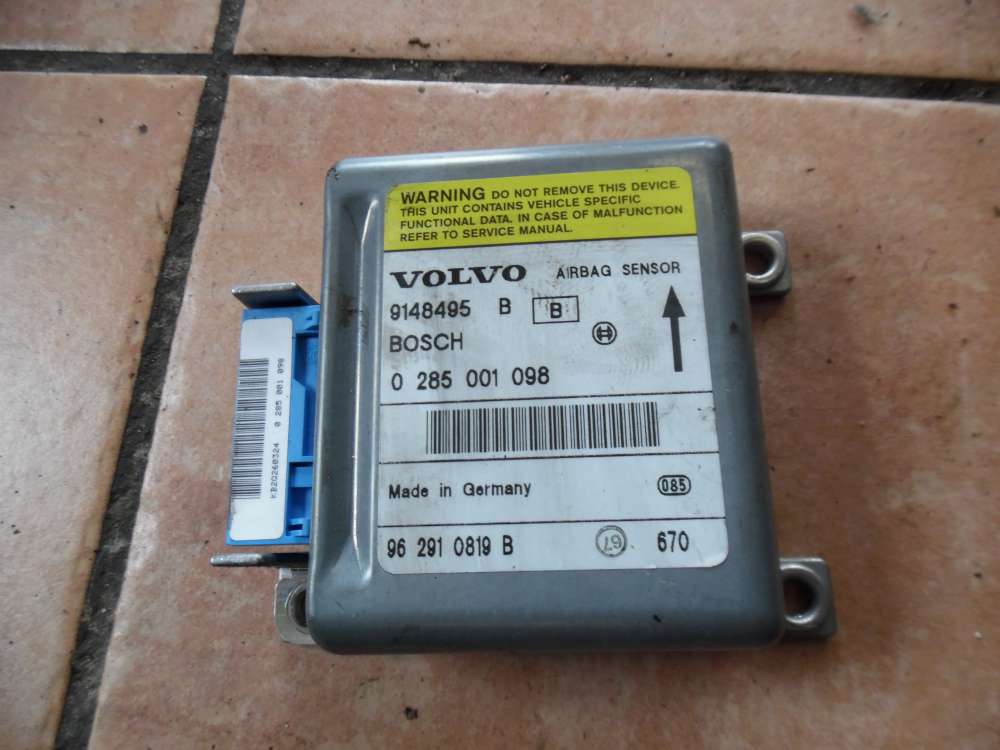 WARNING DO NOT REMOVE THIS DEVICE.
THIS UNIT CONTAINS VEHICLE SPECIFIC
FUNCTIONAL DATA. IN CASE OF MALFUNCTION
REFER TO SERVICE MANUAL.
VOLVO AIRBAG SENSOR
9148495 B B
BOSCH
0 285 001 098
Made in Germany 085
96 291 0819 B 67 670
KB20260324 0 285 001 098